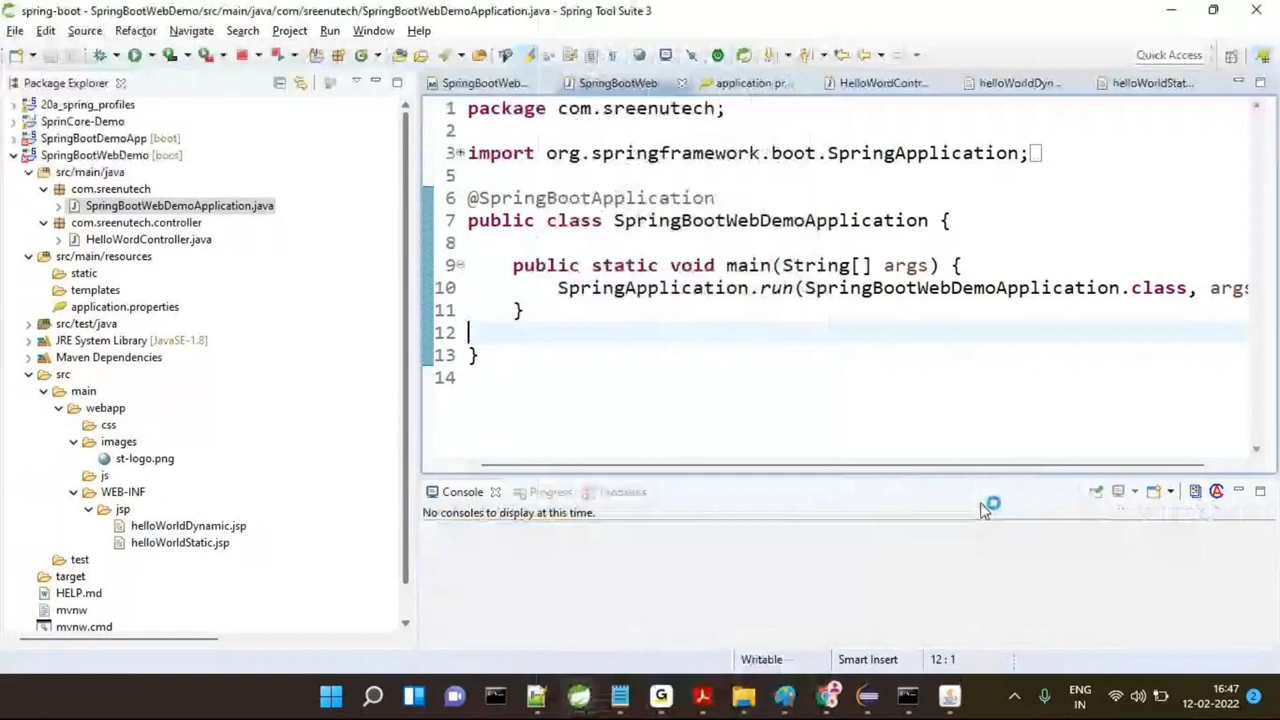 spring-boot - SpringBootWebDemo/src/main/java/com/sreenutech/SpringBootWebDemoApplication.java - Spring Tool Suite 3
File Edit Source Refactor Navigate Search Project Run Window Help
Quick Access
Package Explorer
20a_spring_profiles
SprinCore-Demo
SpringBootDemoApp [boot]
SpringBootWebDemo [boot]
src/main/java
com.sreenutech
SpringBootWebDemoApplication.java
com.sreenutech.controller
HelloWordController.java
src/main/resources
static
templates
application.properties
src/test/java
JRE System Library [JavaSE-1.8]
Maven Dependencies
src
main
webapp
css
images
st-logo.png
js
WEB-INF
jsp
helloWorldDynamic.jsp
helloWorldStatic.jsp
test
target
HELP.md
mvnw
mvnw.cmd
SpringBootWeb... SpringBootWeb application.pr... HelloWordContr... helloWorldDyn... helloWorldStat...
1 package com.sreenutech;
2
3 import org.springframework.boot.SpringApplication;
5
6 @SpringBootApplication
7 public class SpringBootWebDemoApplication {
8
9 public static void main(String[] args) {
10 SpringApplication.run(SpringBootWebDemoApplication.class, args
11 }
12
13 }
14
Console Progress
No consoles to display at this time.
Writable Smart Insert 12 : 1
ENG
IN
16:47
12-02-2022
2